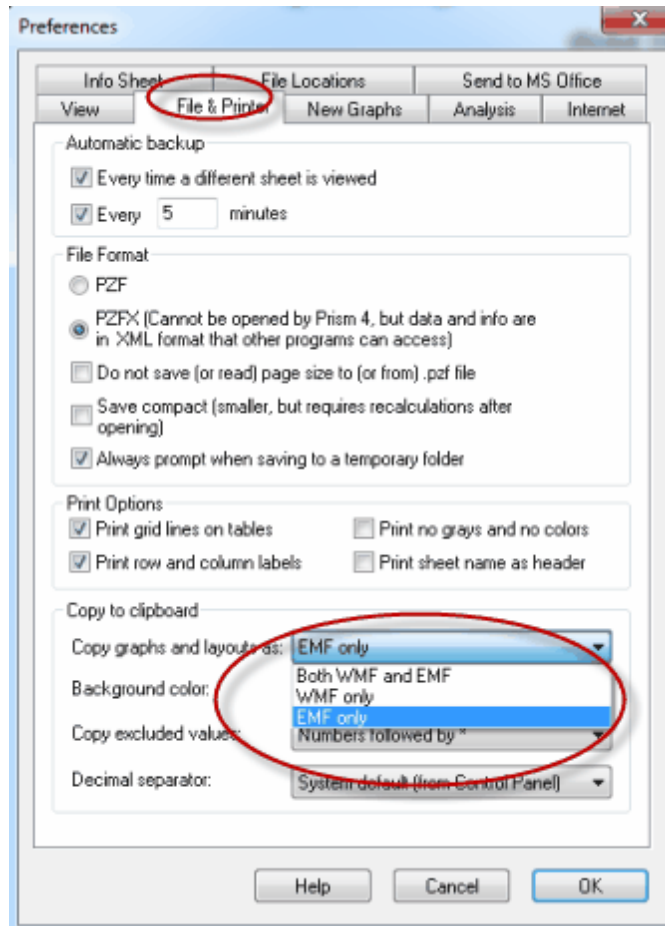 Preferences
Info Sheet
File Locations
Send to MS Office
View
File & Printer
New Graphs
Analysis
Internet
Automatic backup
Every time a different sheet is viewed
Every 5 minutes
File Format
PZF
PZFX (Cannot be opened by Prism 4, but data and info are
in XML format that other programs can access)
Do not save (or read) page size to (or from) .pzf file
Save compact (smaller, but requires recalculations after
opening)
Always prompt when saving to a temporary folder
Print Options
Print grid lines on tables
Print no grays and no colors
Print row and column labels
Print sheet name as header
Copy to clipboard
Copy graphs and layouts as: EMF only
Both WMF and EMF
Background color:
WMF only
EMF only
Copy excluded values: Numbers followed by *
Decimal separator: System default (from Control Panel)
Help
Cancel
OK